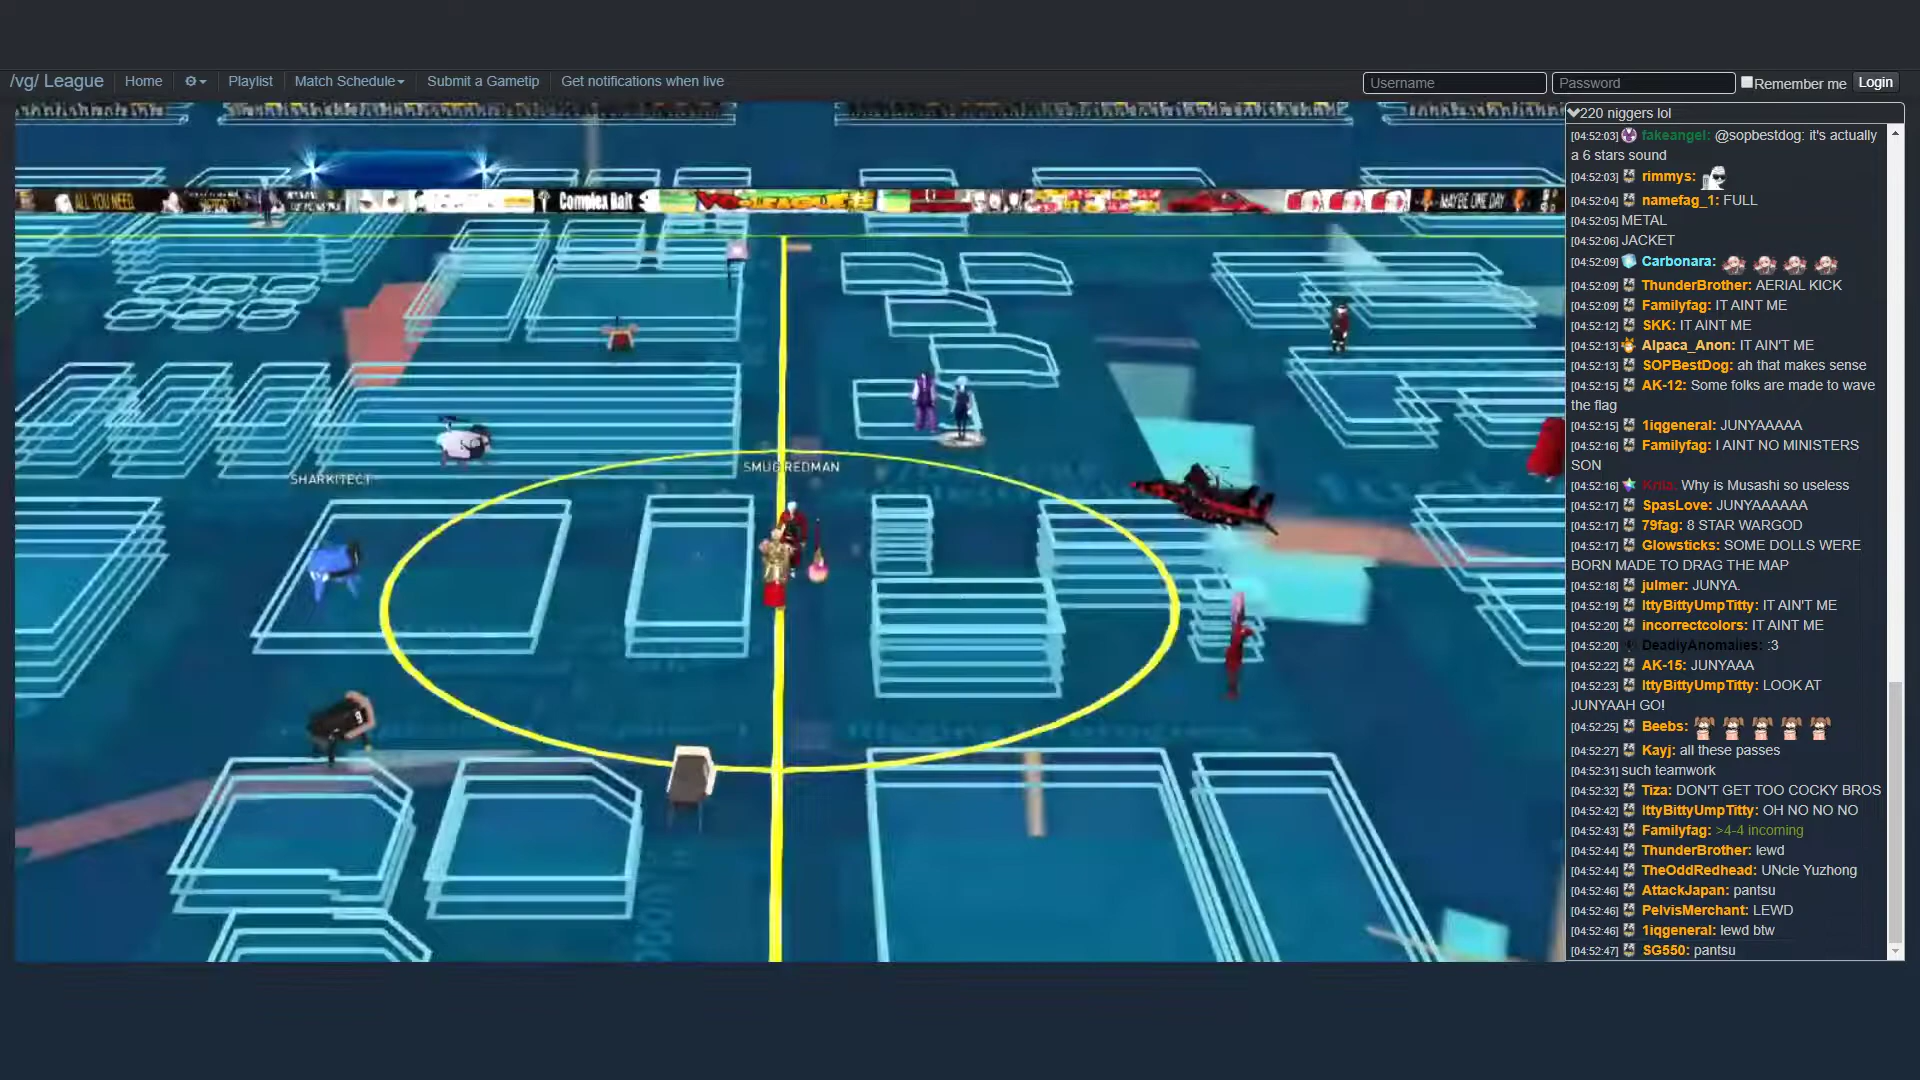 /vg/ League Home Playlist Match Schedule Submit a Gametip Get notifications when live Username Password Remember me Login
ALL YOU NEED Complex Bait MAYBE ONE DAY
SMUG REDMAN
SHARKITECT
9
220 niggers lol
[04:52:03] fakeangel: @sopbestdog: it's actually
a 6 stars sound
[04:52:03] rimmys:
[04:52:04] namefag_1: FULL
[04:52:05] METAL
[04:52:06] JACKET
[04:52:09] Carbonara:
[04:52:09] ThunderBrother: AERIAL KICK
[04:52:09] Familyfag: IT AINT ME
[04:52:12] SKK: IT AINT ME
[04:52:13] Alpaca_Anon: IT AIN'T ME
[04:52:13] SOPBestDog: ah that makes sense
[04:52:15] AK-12: Some folks are made to wave
the flag
[04:52:15] 1iqgeneral: JUNYAAAAA
[04:52:16] Familyfag: I AINT NO MINISTERS
SON
[04:52:16] Krila: Why is Musashi so useless
[04:52:17] SpasLove: JUNYAAAAAA
[04:52:17] 79fag: 8 STAR WARGOD
[04:52:17] Glowsticks: SOME DOLLS WERE
BORN MADE TO DRAG THE MAP
[04:52:18] julmer: JUNYA.
[04:52:19] IttyBittyUmpTitty: IT AIN'T ME
[04:52:20] incorrectcolors: IT AINT ME
[04:52:20] DeadlyAnomalies: :3
[04:52:22] AK-15: JUNYAAA
[04:52:23] IttyBittyUmpTitty: LOOK AT
JUNYAAH GO!
[04:52:25] Beebs:
[04:52:27] Kayj: all these passes
[04:52:31] such teamwork
[04:52:32] Tiza: DON'T GET TOO COCKY BROS
[04:52:42] IttyBittyUmpTitty: OH NO NO NO
[04:52:43] Familyfag: >4-4 incoming
[04:52:44] ThunderBrother: lewd
[04:52:44] TheOddRedhead: UNcle Yuzhong
[04:52:46] AttackJapan: pantsu
[04:52:46] PelvisMerchant: LEWD
[04:52:46] 1iqgeneral: lewd btw
[04:52:47] SG550: pantsu